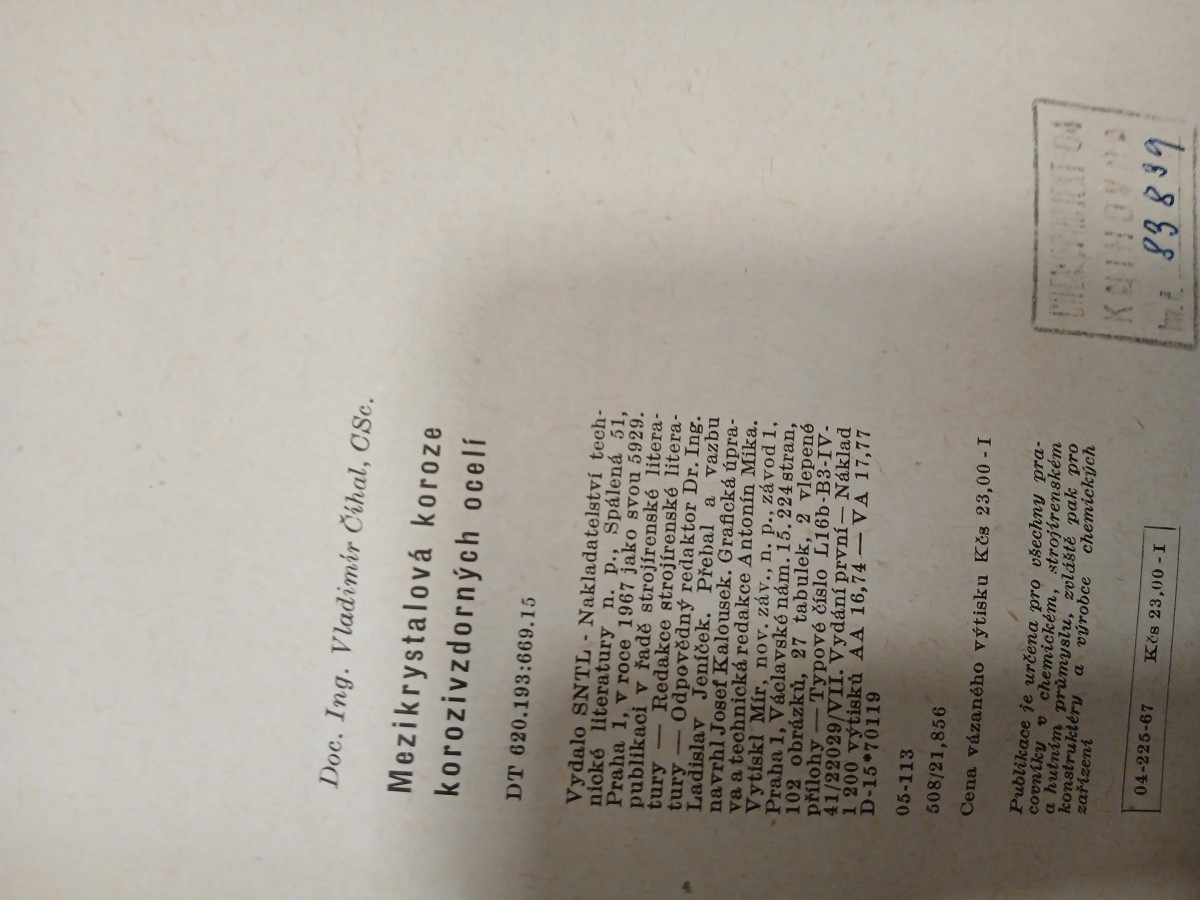 Doc. Ing. Vladimír Číhal, CSc.
Mezikrystalová koroze
korozivzdorných ocelí
DT 620.193:669.15
Vydalo SNTL - Nakladatelství tech-
nické literatury n. p., Spálená 51,
Praha 1, v roce 1967 jako svou 5929.
publikaci v řadě strojírenské litera-
tury — Redakce strojírenské litera-
tury — Odpovědný redaktor Dr. Ing.
Ladislav Jeníček. Přebal a vazbu
navrhl Josef Kalousek. Grafická úpra-
va a technická redakce Antonín Mika.
Vytiskl Mír, nov. záv., n. p., závod 1,
Praha 1, Václavské nám. 15. 224 stran,
102 obrázků, 27 tabulek, 2 vlepené
přílohy — Typové číslo L16b-B3-IV-
41/22029/VII. Vydání první — Náklad
1 200 výtisků AA 16,74 — VA 17,77
D-15*70119
05-113
508/21,856
Cena vázaného výtisku Kčs 23,00 - I
Publikace je určena pro všechny pra-
covníky v chemickém, strojírenském
a hutním průmyslu, zvláště pak pro
konstruktéry a výrobce chemických
zařízení
04-225-67 Kčs 23,00 - I
KNIHOVNA
83 839